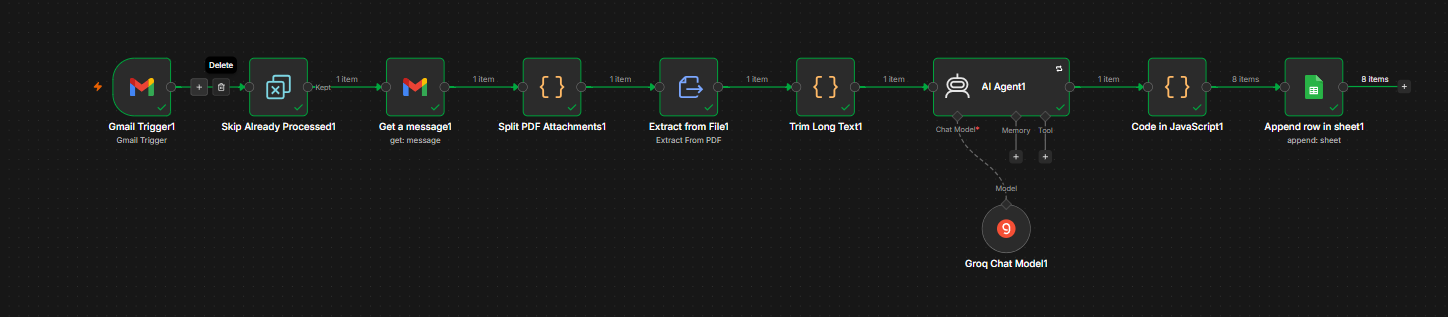 Delete
Kept
1 item
1 item
1 item
1 item
1 item
1 item
8 items
8 items
AI Agent1
Gmail Trigger1
Gmail Trigger
Skip Already Processed1
Get a message1
get: message
Split PDF Attachments1
Extract from File1
Extract From PDF
Trim Long Text1
Chat Model*
Memory
Tool
Code in JavaScript1
Append row in sheet1
append: sheet
Model
Groq Chat Model1